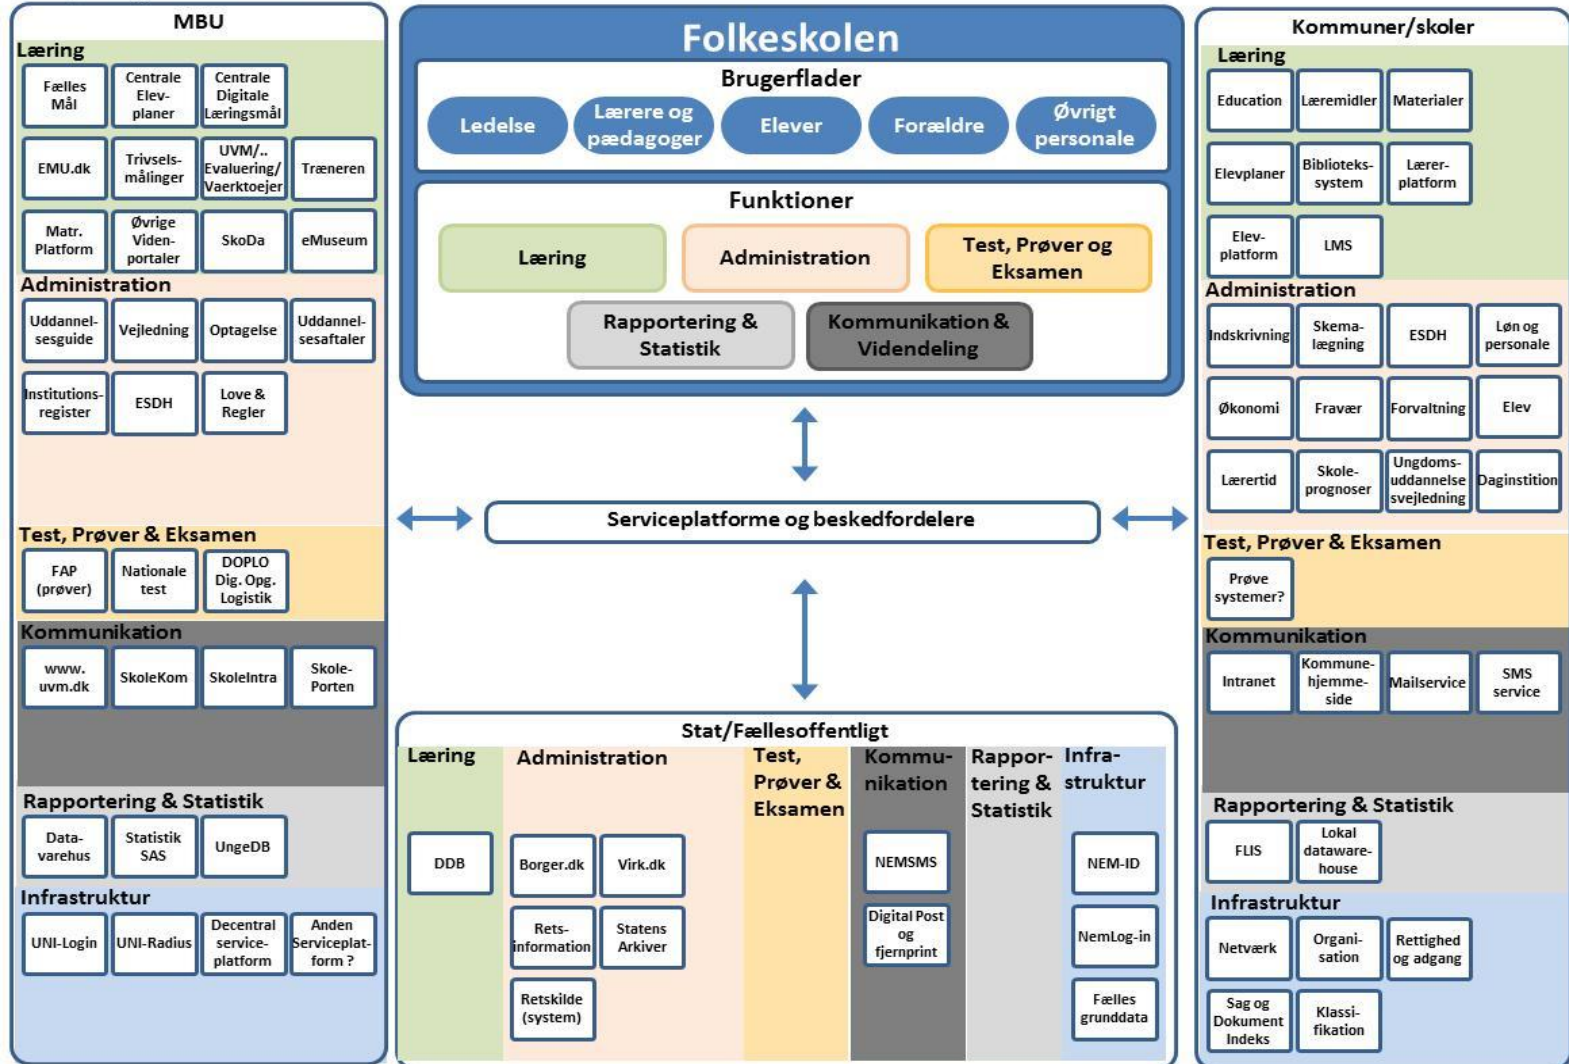 MBU
Læring
Fælles
Mål
Centrale
Elev-
planer
Centrale
Digitale
Læringsmål
EMU.dk
Trivsels-
målinger
UVM/..
Evaluering/
Vaerktoejer
Træneren
Matr.
Platform
Øvrige
Viden-
portaler
SkoDa
eMuseum
Administration
Uddannel-
sesguide
Vejledning
Optagelse
Uddannel-
sesaftaler
Institutions-
register
ESDH
Love &
Regler
Test, Prøver & Eksamen
FAP
(prøver)
Nationale
test
DOPLO
Dig. Opg.
Logistik
Kommunikation
www.
uvm.dk
SkoleKom
SkoleIntra
Skole-
Porten
Rapportering & Statistik
Data-
varehus
Statistik
SAS
UngeDB
Infrastruktur
UNI-Login
UNI-Radius
Decentral
service-
platform
Anden
Serviceplat-
form ?
Folkeskolen
Brugerflader
Ledelse
Lærere og
pædagoger
Elever
Forældre
Øvrigt
personale
Funktioner
Læring
Administration
Test, Prøver og
Eksamen
Rapportering &
Statistik
Kommunikation &
Videndeling
Serviceplatforme og beskedfordelere
Stat/Fællesoffentligt
Læring
DDB
Administration
Borger.dk
Virk.dk
Rets-
information
Statens
Arkiver
Retskilde
(system)
Test,
Prøver &
Eksamen
Kommu-
nikation
NEMSMS
Digital Post
og
fjernprint
Rappor-
tering &
Statistik
Infra-
struktur
NEM-ID
NemLog-in
Fælles
grunddata
Kommuner/skoler
Læring
Education
Læremidler
Materialer
Elevplaner
Biblioteks-
system
Lærer-
platform
Elev-
platform
LMS
Administration
Indskrivning
Skema-
lægning
ESDH
Løn og
personale
Økonomi
Fravær
Forvaltning
Elev
Lærertid
Skole-
prognoser
Ungdoms-
uddannelse
svejledning
Daginstition
Test, Prøver & Eksamen
Prøve
systemer?
Kommunikation
Intranet
Kommune-
hjemme-
side
Mailservice
SMS
service
Rapportering & Statistik
FLIS
Lokal
dataware-
house
Infrastruktur
Netværk
Organi-
sation
Rettighed
og adgang
Sag og
Dokument
Indeks
Klassi-
fikation